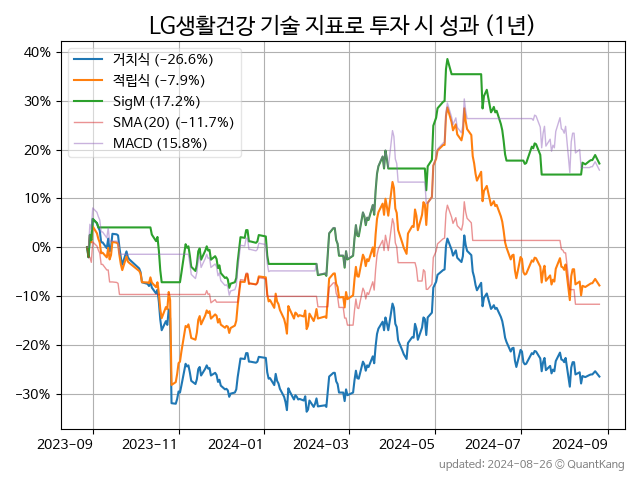 LG생활건강 기술 지표로 투자 시 성과 (1년)
거치식 (−26.6%)
적립식 (−7.9%)
SigM (17.2%)
SMA(20) (−11.7%)
MACD (15.8%)
40%
30%
20%
10%
0%
−10%
−20%
−30%
2023-09 2023-11 2024-01 2024-03 2024-05 2024-07 2024-09
updated: 2024-08-26 © QuantKang